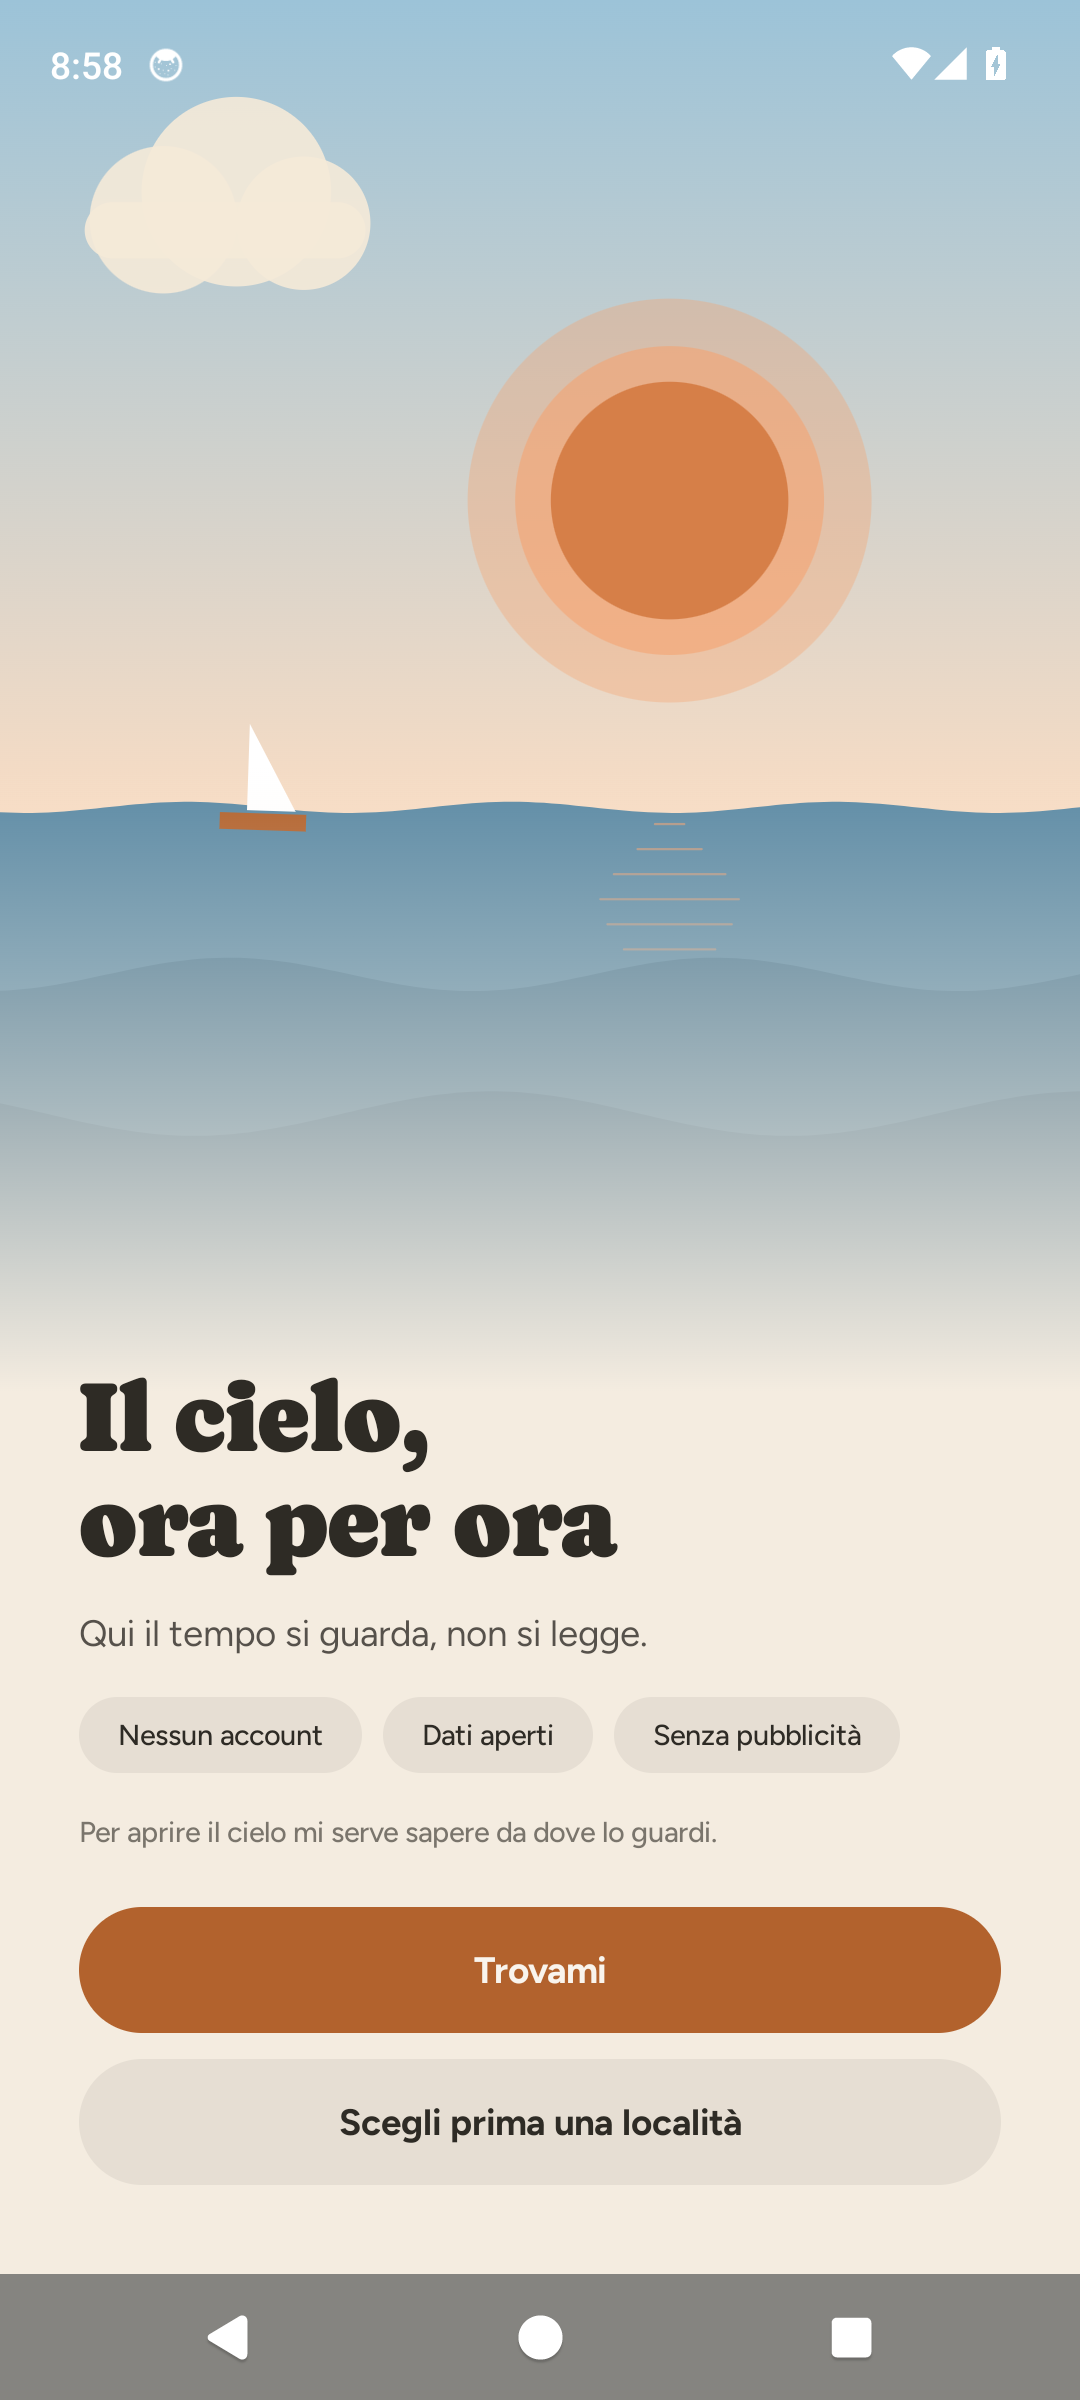 8:58
Il cielo,
ora per ora
Qui il tempo si guarda, non si legge.
Nessun account
Dati aperti
Senza pubblicità
Per aprire il cielo mi serve sapere da dove lo guardi.
Trovami
Scegli prima una località